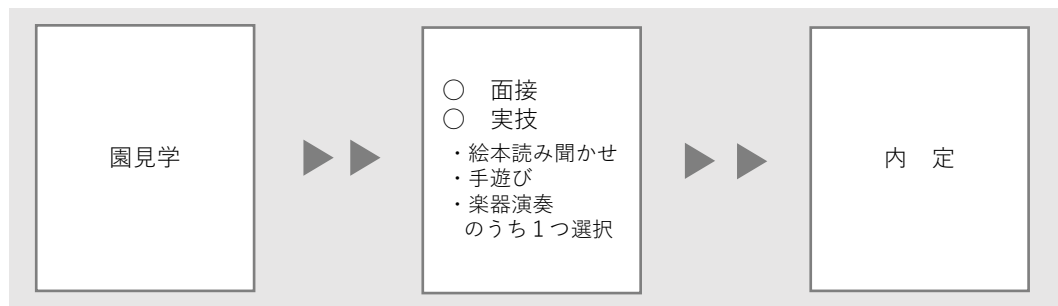 園見学
○　面接
○　実技
・絵本読み聞かせ
・手遊び
・楽器演奏
のうち１つ選択
内　定